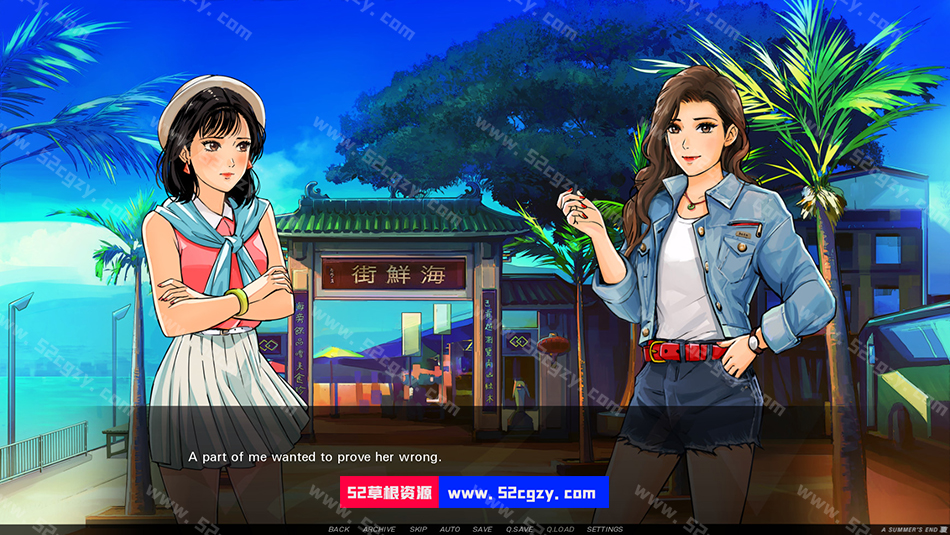 街鮮海
A part of me wanted to prove her wrong.
52草根资源 www.52cgzy.com
BACK ARCHIVE SKIP AUTO SAVE Q.SAVE Q.LOAD SETTINGS
A SUMMER'S END
www.52cgzy.com